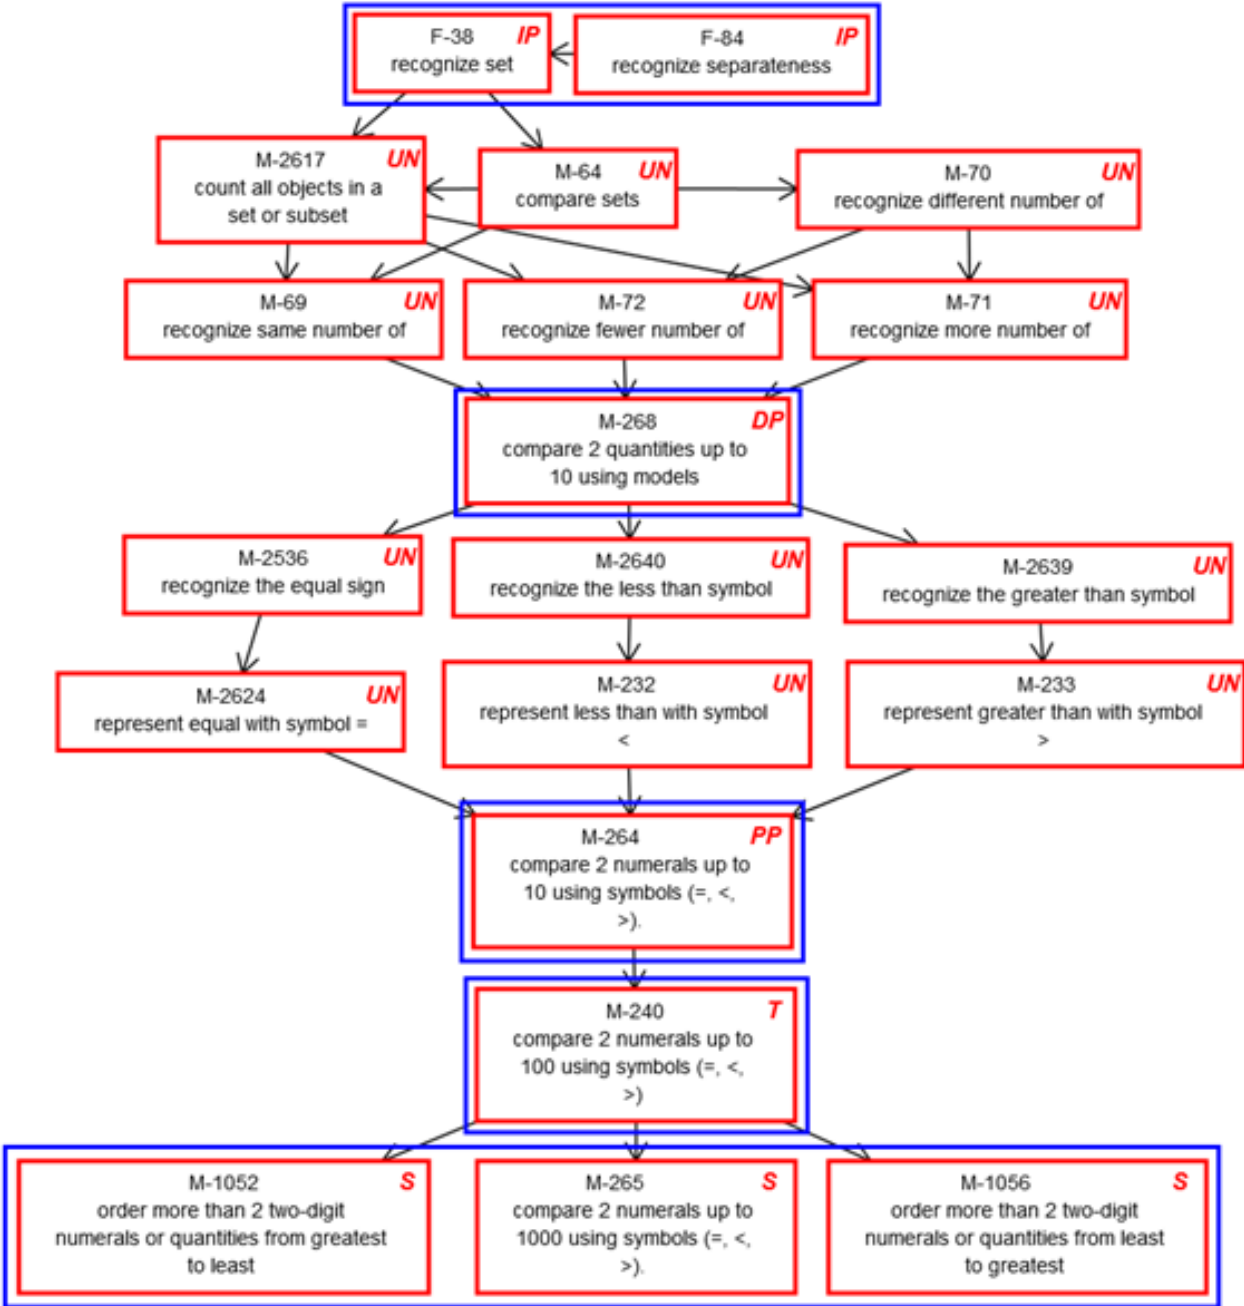 F-38 IP
recognize set
F-84 IP
recognize separateness
M-2617 UN
count all objects in a
set or subset
M-64 UN
compare sets
M-70 UN
recognize different number of
M-69 UN
recognize same number of
M-72 UN
recognize fewer number of
M-71 UN
recognize more number of
M-268 DP
compare 2 quantities up to
10 using models
M-2536 UN
recognize the equal sign
M-2640 UN
recognize the less than symbol
M-2639 UN
recognize the greater than symbol
M-2624 UN
represent equal with symbol =
M-232 UN
represent less than with symbol
<
M-233 UN
represent greater than with symbol
>
M-264 PP
compare 2 numerals up to
10 using symbols (=, <,
>).
M-240 T
compare 2 numerals up to
100 using symbols (=, <,
>)
M-1052 S
order more than 2 two-digit
numerals or quantities from greatest
to least
M-265 S
compare 2 numerals up to
1000 using symbols (=, <,
>).
M-1056 S
order more than 2 two-digit
numerals or quantities from least
to greatest